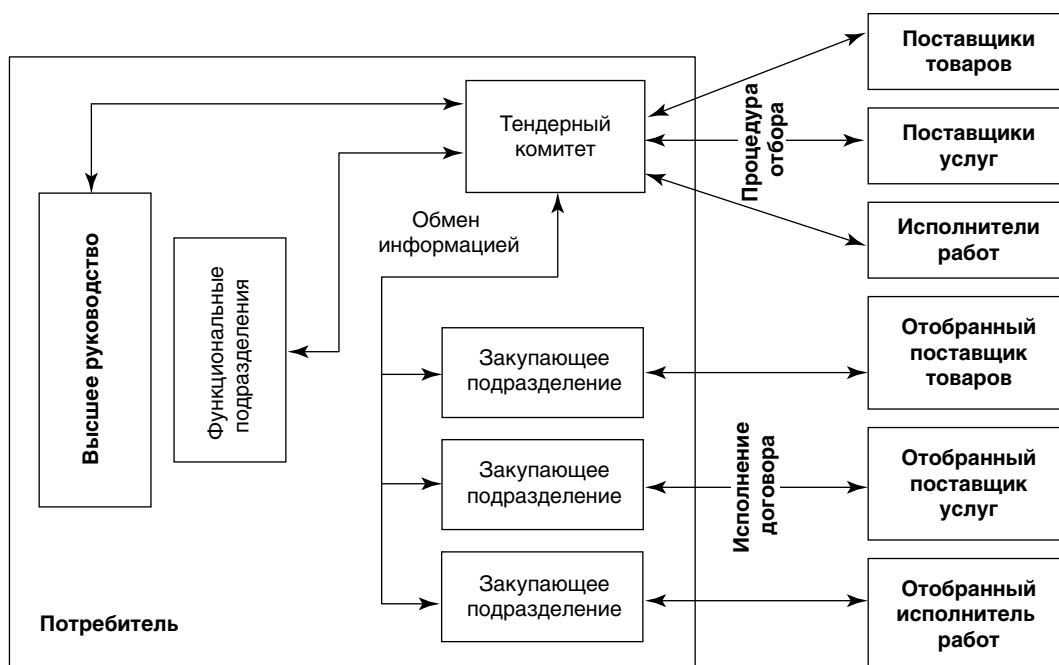 Поставщики
товаров
Тендерный
комитет
Процедура
отбора
Поставщики
услуг
Обмен
информацией
Исполнители
работ
Высшее руководство
Функциональные
подразделения
Закупающее
подразделение
Отобранный
поставщик
товаров
Закупающее
подразделение
Исполнение
договора
Отобранный
поставщик
услуг
Закупающее
подразделение
Отобранный
исполнитель
работ
Потребитель